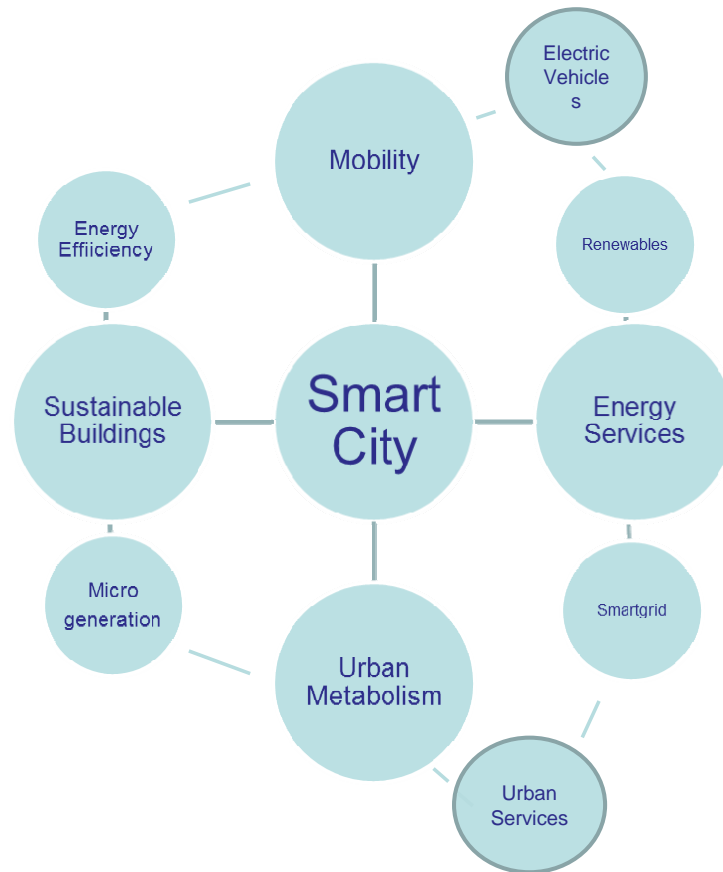 Electric
Vehicle
s
Mobility
Energy
Effiiciency
Renewables
Sustainable
Buildings
Smart
City
Energy
Services
Micro
generation
Smartgrid
Urban
Metabolism
Urban
Services